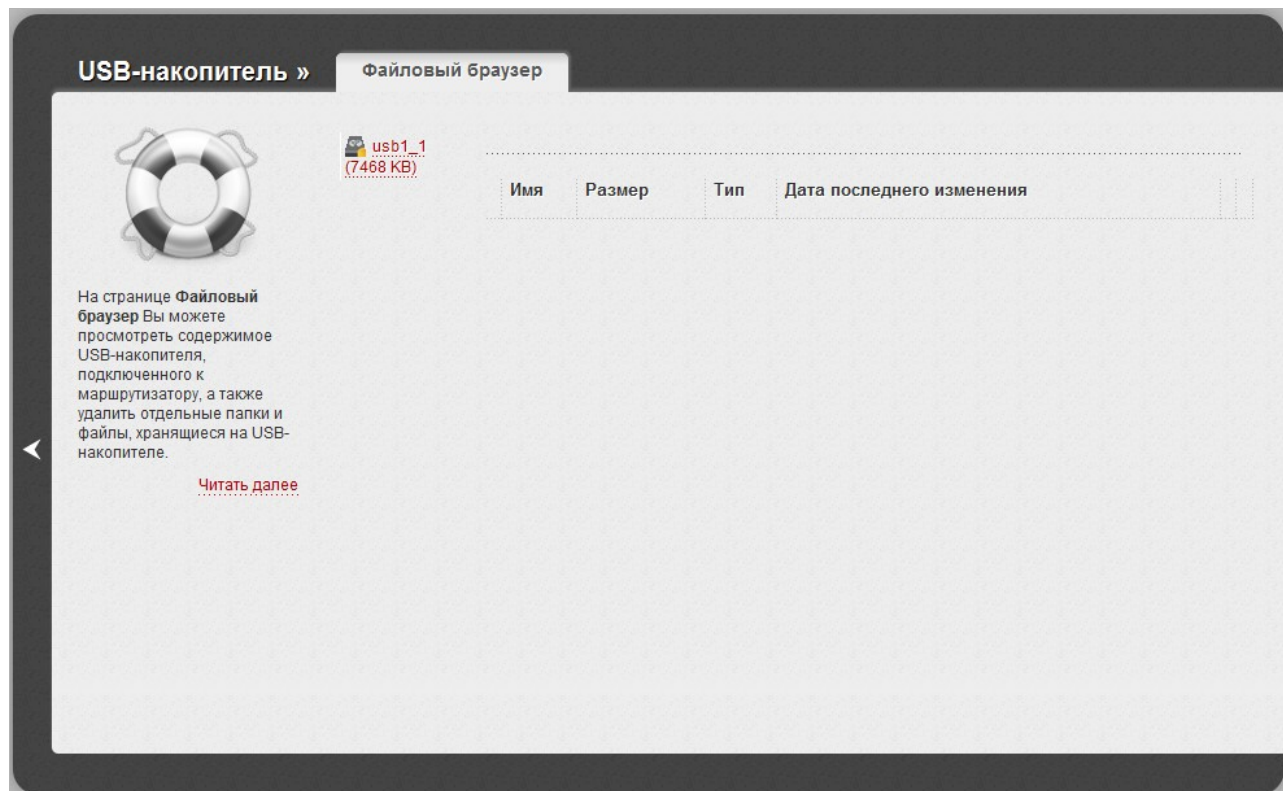 USB-накопитель »
Файловый браузер
usb1_1
(7468 KB)
Имя Размер Тип Дата последнего изменения
На странице Файловый
браузер Вы можете
просмотреть содержимое
USB-накопителя,
подключенного к
маршрутизатору, а также
удалить отдельные папки и
файлы, хранящиеся на USB-
накопителе.
Читать далее